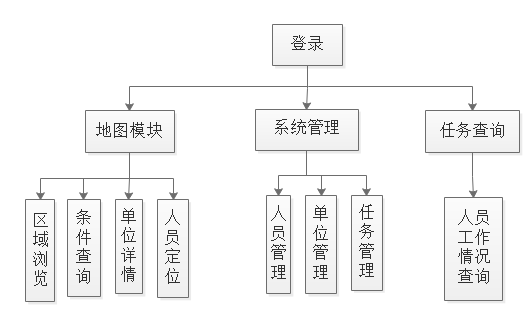 登录
地图模块
系统管理
任务查询
区域浏览
条件查询
单位详情
人员定位
人员管理
单位管理
任务管理
人员
工作
情况
查询